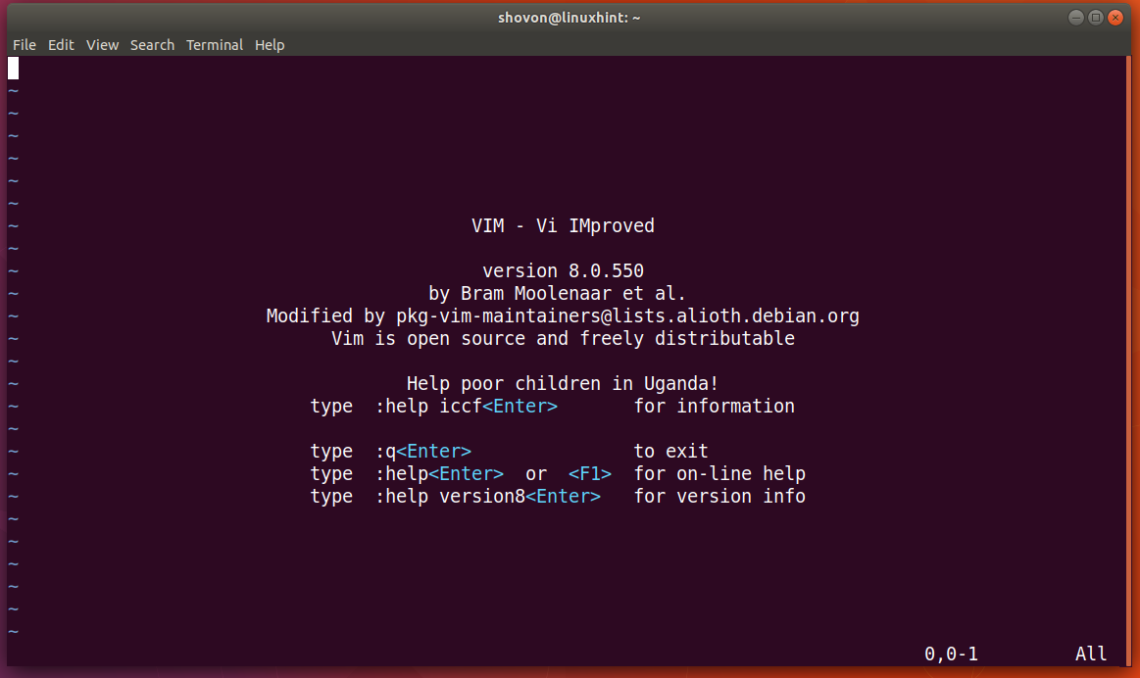 shovon@linuxhint: ~
File Edit View Search Terminal Help
~
~
~
~
~
~
~ VIM - Vi IMproved
~
~ version 8.0.550
~ by Bram Moolenaar et al.
~ Modified by pkg-vim-maintainers@lists.alioth.debian.org
~ Vim is open source and freely distributable
~
~ Help poor children in Uganda!
~ type :help iccf<Enter> for information
~
~ type :q<Enter> to exit
~ type :help<Enter> or <F1> for on-line help
~ type :help version8<Enter> for version info
~
~
~
~
~
~
0,0-1 All